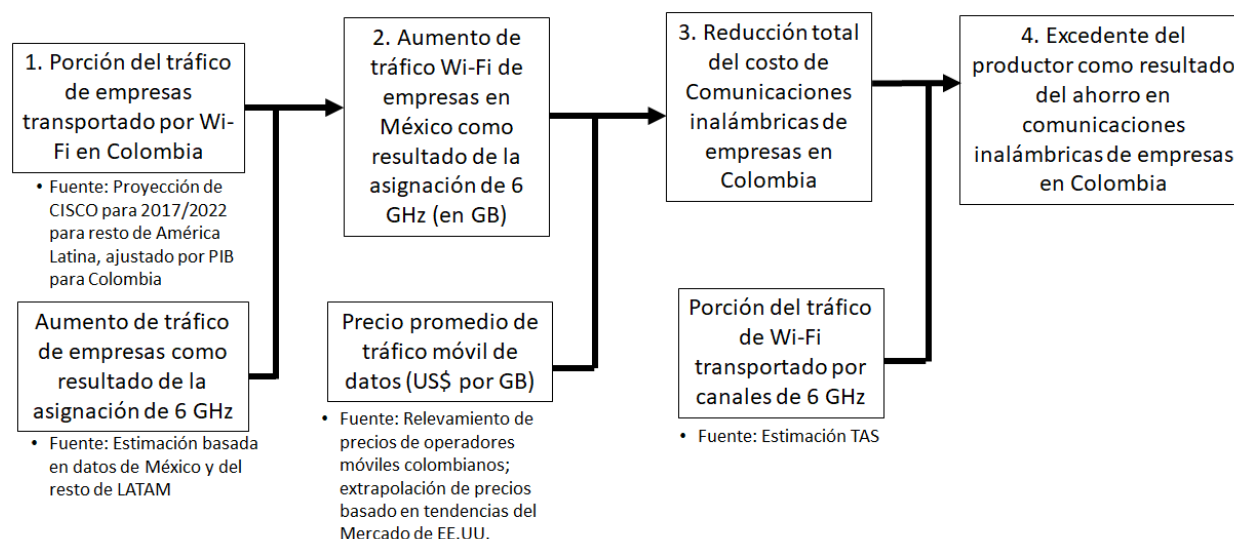 1. Porción del tráfico
de empresas
transportado por Wi-
Fi en Colombia
• Fuente: Proyección de
CISCO para 2017/2022
para resto de América
Latina, ajustado por PIB
para Colombia
Aumento de tráfico
de empresas como
resultado de la
asignación de 6 GHz
• Fuente: Estimación basada
en datos de México y del
resto de LATAM
2. Aumento de
tráfico Wi-Fi de
empresas en
México como
resultado de la
asignación de 6
GHz (en GB)
Precio promedio de
tráfico móvil de
datos (US$ por GB)
• Fuente: Relevamiento de
precios de operadores
móviles colombianos;
extrapolación de precios
basado en tendencias del
Mercado de EE.UU.
3. Reducción total
del costo de
Comunicaciones
inalámbricas de
empresas en
Colombia
Porción del tráfico
de Wi-Fi
transportado por
canales de 6 GHz
• Fuente: Estimación TAS
4. Excedente del
productor como resultado
del ahorro en
comunicaciones
inalámbricas de empresas
en Colombia